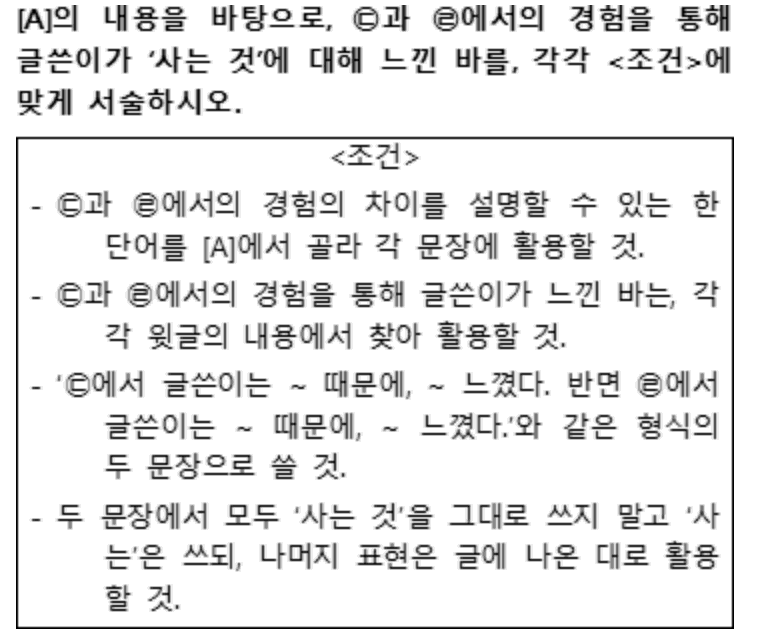 [A]의 내용을 바탕으로, ㉢과 ㉣에서의 경험을 통해
글쓴이가 ‘사는 것’에 대해 느낀 바를, 각각 <조건>에
맞게 서술하시오.
<조건>
- ㉢과 ㉣에서의 경험의 차이를 설명할 수 있는 한
단어를 [A]에서 골라 각 문장에 활용할 것.
- ㉢과 ㉣에서의 경험을 통해 글쓴이가 느낀 바는, 각
각 윗글의 내용에서 찾아 활용할 것.
- ‘㉢에서 글쓴이는 ~ 때문에, ~ 느꼈다. 반면 ㉣에서
글쓴이는 ~ 때문에, ~ 느꼈다.’와 같은 형식의
두 문장으로 쓸 것.
- 두 문장에서 모두 ‘사는 것’을 그대로 쓰지 말고 ‘사
는’은 쓰되, 나머지 표현은 글에 나온 대로 활용
할 것.